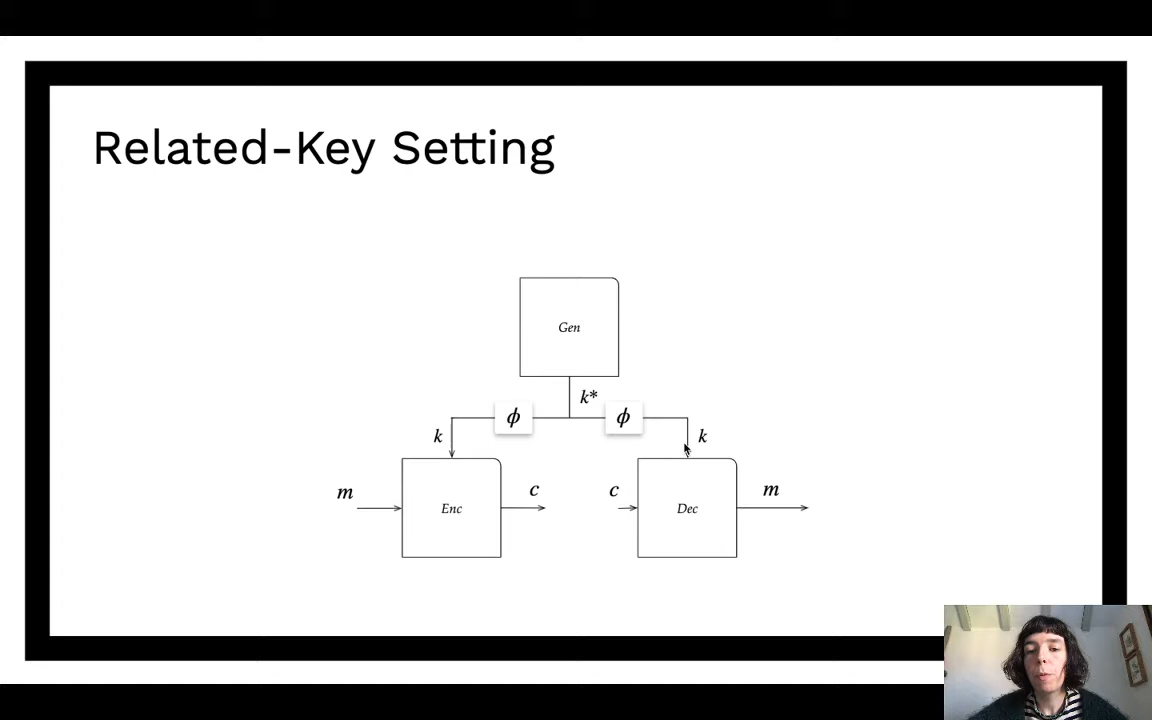 Related-Key Setting
Gen
k*
ϕ ϕ
k k
m Enc c
c Dec m